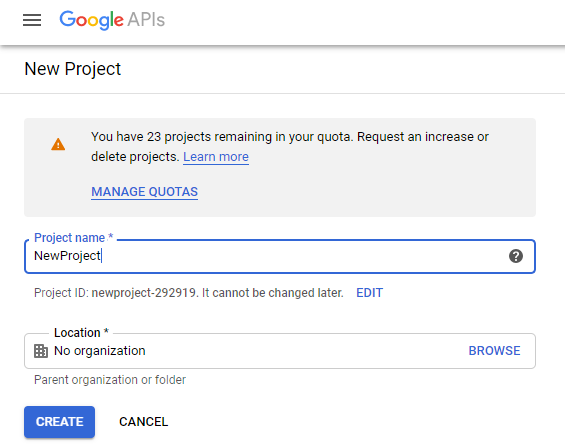 Google APIs
New Project
You have 23 projects remaining in your quota. Request an increase or
delete projects. Learn more
MANAGE QUOTAS
Project name *
NewProject
Project ID: newproject-292919. It cannot be changed later. EDIT
Location *
No organization BROWSE
Parent organization or folder
CREATE CANCEL